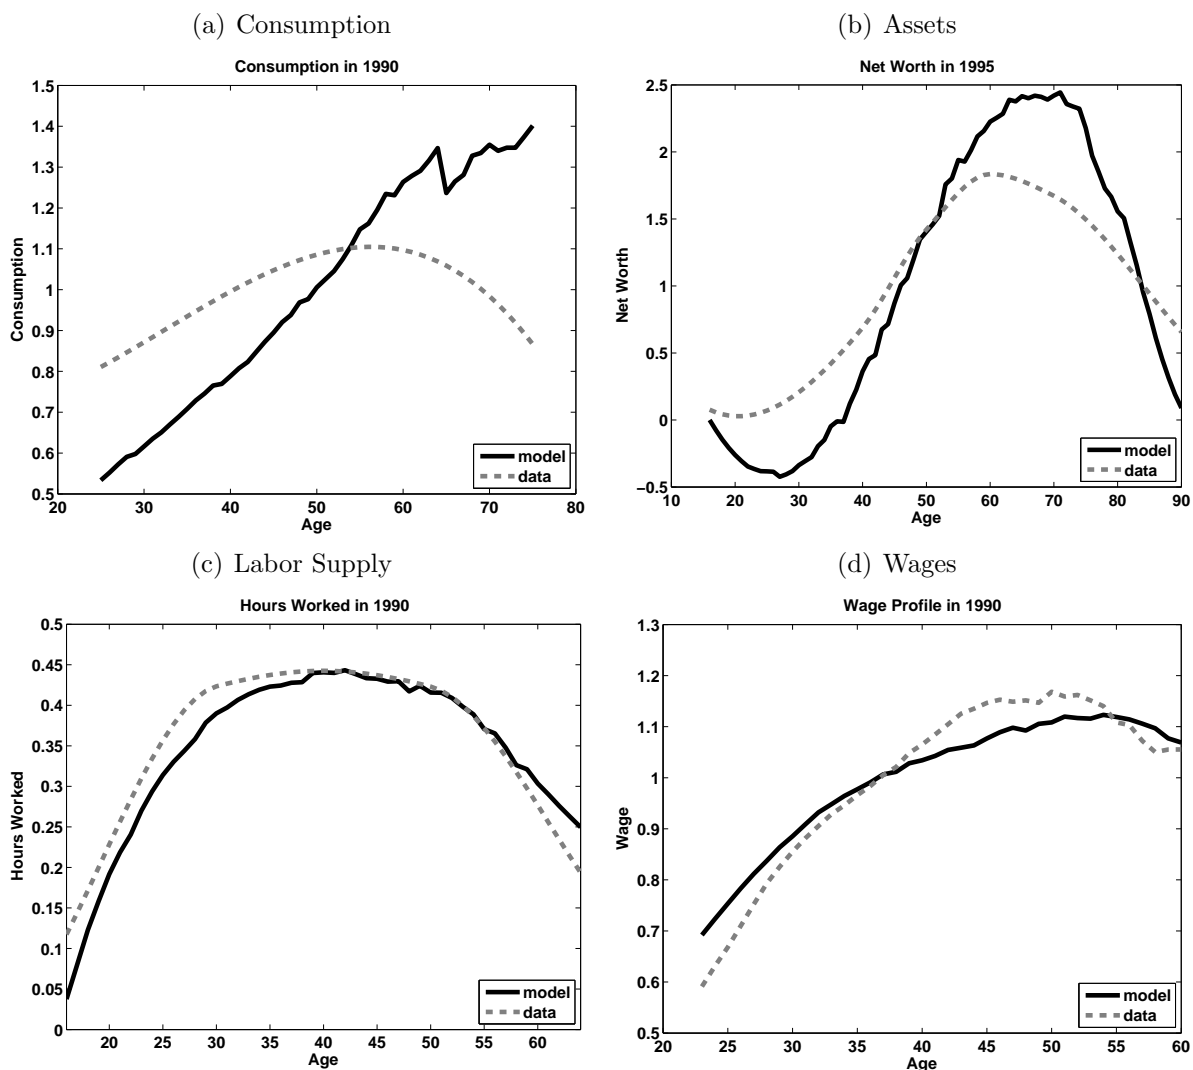 (a) Consumption
Consumption in 1990
1.5
1.4
1.3
1.2
1.1
1
0.9
0.8
0.7
0.6
0.5
Consumption
20 30 40 50 60 70 80
Age
model
data
(b) Assets
Net Worth in 1995
2.5
2
1.5
1
0.5
0
−0.5
Net Worth
10 20 30 40 50 60 70 80 90
Age
model
data
(c) Labor Supply
Hours Worked in 1990
0.5
0.45
0.4
0.35
0.3
0.25
0.2
0.15
0.1
0.05
0
Hours Worked
20 25 30 35 40 45 50 55 60
Age
model
data
(d) Wages
Wage Profile in 1990
1.3
1.2
1.1
1
0.9
0.8
0.7
0.6
0.5
Wage
20 25 30 35 40 45 50 55 60
Age
model
data